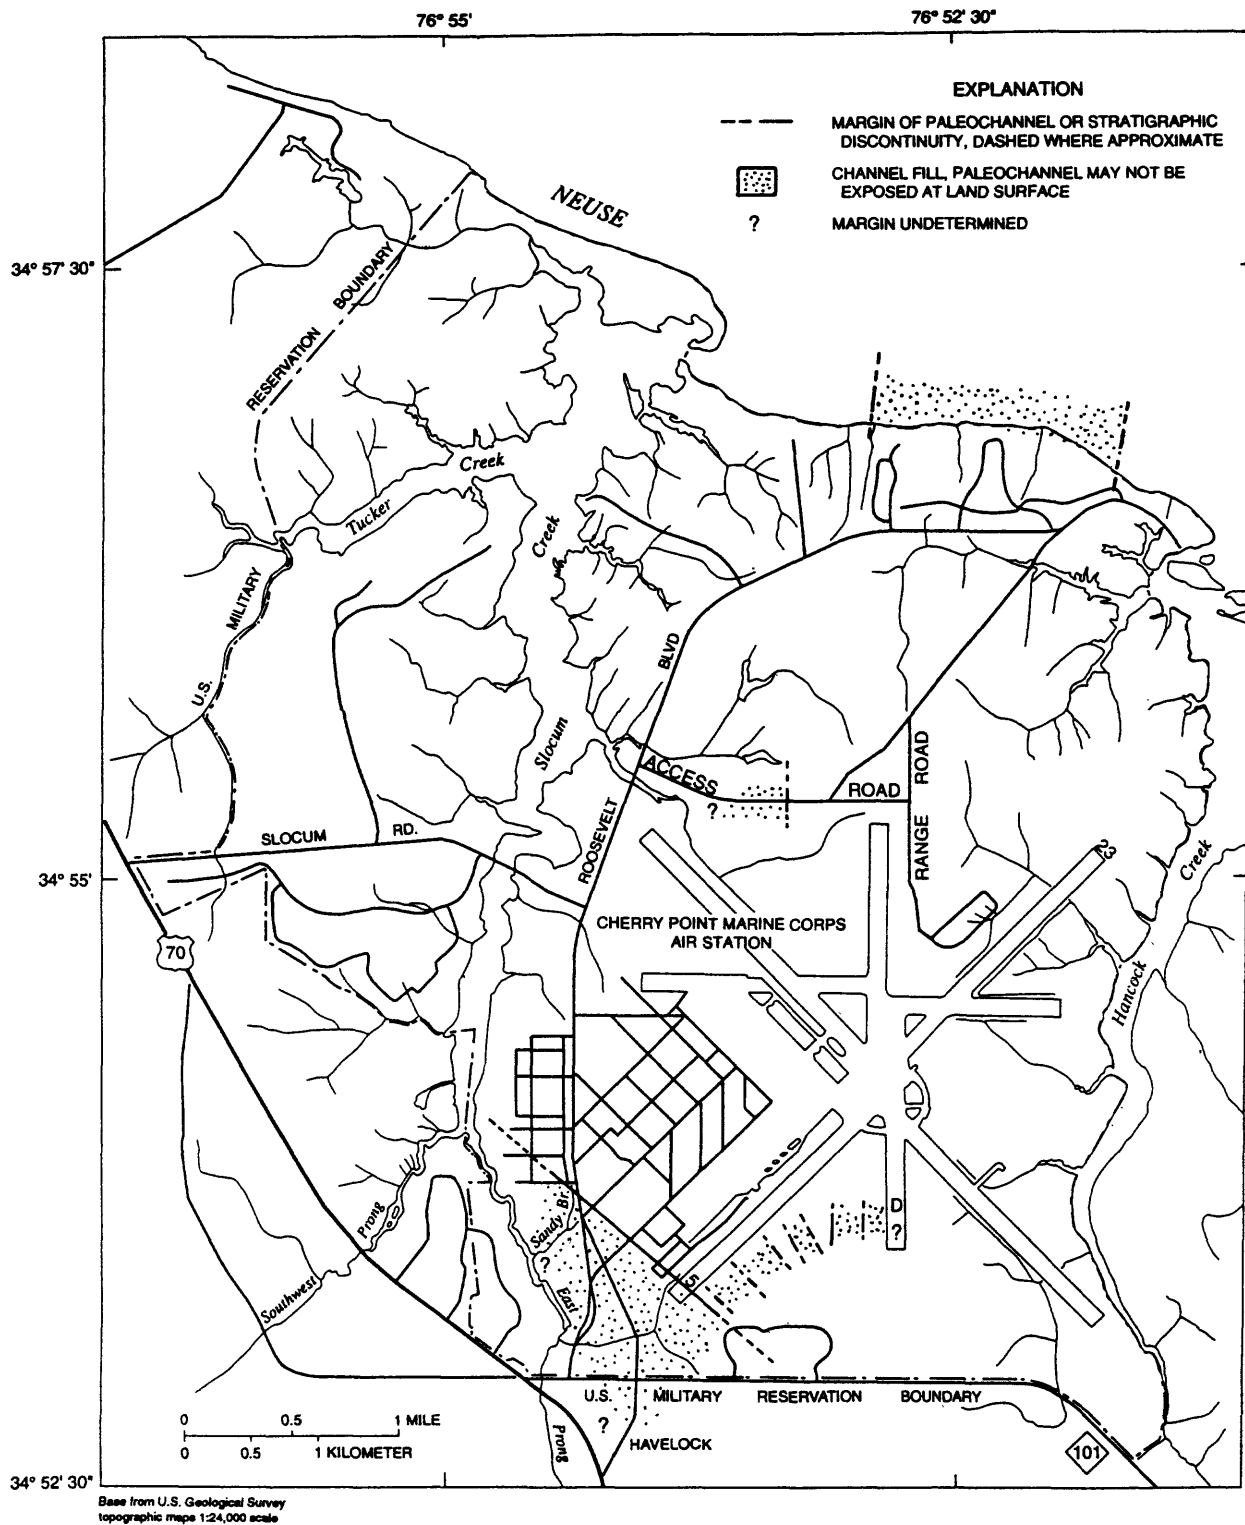 76° 55'
76° 52' 30"
EXPLANATION
MARGIN OF PALEOCHANNEL OR STRATIGRAPHIC
DISCONTINUITY, DASHED WHERE APPROXIMATE
CHANNEL FILL, PALEOCHANNEL MAY NOT BE
EXPOSED AT LAND SURFACE
?
MARGIN UNDETERMINED
NEUSE
34° 57' 30"
RESERVATION BOUNDARY
Tucker Creek
Creek
U.S. MILITARY
BLVD
Slocum
ACCESS ROAD
?
RANGE ROAD
SLOCUM RD.
ROOSEVELT
23
Creek
34° 55'
CHERRY POINT MARINE CORPS
AIR STATION
70
Hancock
Prong
Sandy Br.
D
?
?
Southwest
East
5
U.S. MILITARY RESERVATION BOUNDARY
0 0.5 1 MILE
0 0.5 1 KILOMETER
?
Prong
HAVELOCK
101
34° 52' 30"
Base from U.S. Geological Survey
topographic maps 1:24,000 scale